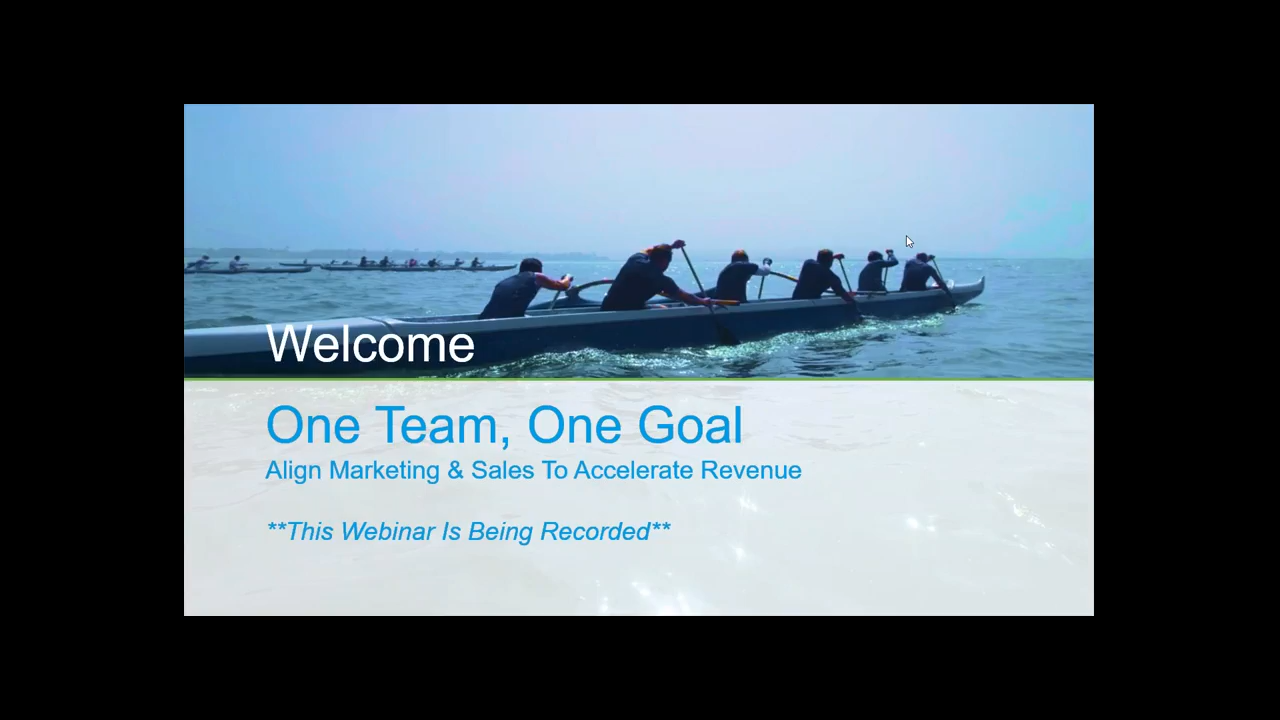 Welcome
One Team, One Goal
Align Marketing & Sales To Accelerate Revenue
**This Webinar Is Being Recorded**